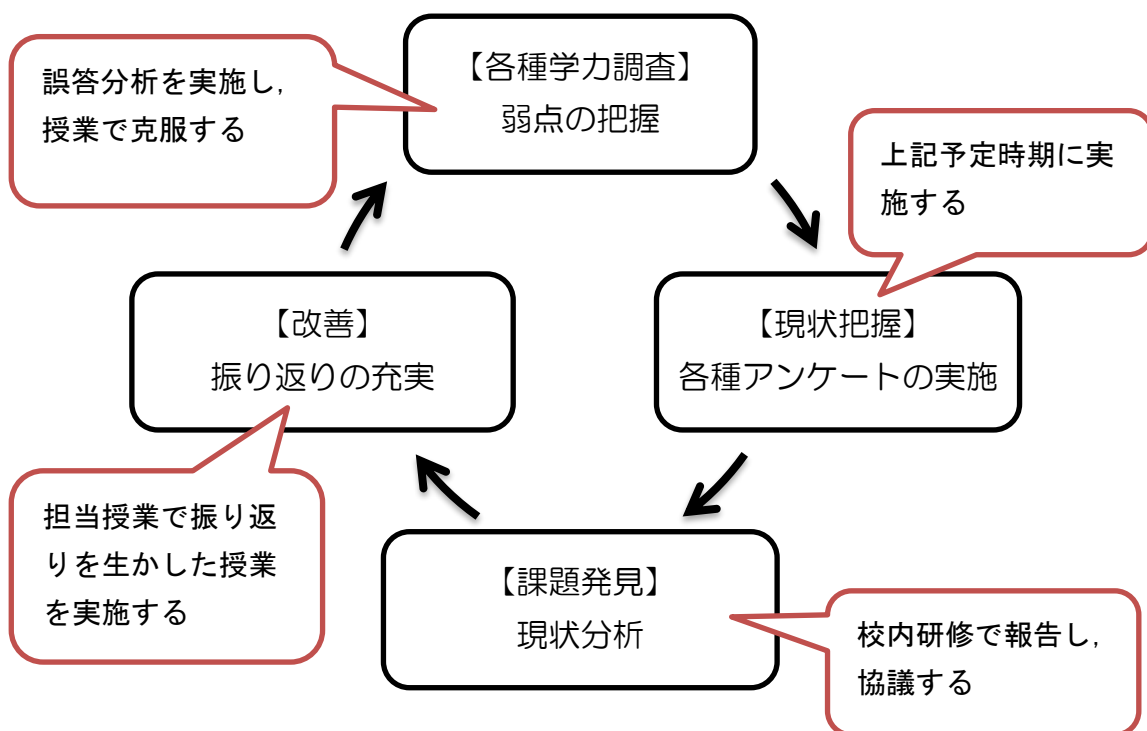 【各種学力調査】
弱点の把握
誤答分析を実施し,
授業で克服する
上記予定時期に実
施する
【現状把握】
各種アンケートの実施
【改善】
振り返りの充実
担当授業で振り返
りを生かした授業
を実施する
【課題発見】
現状分析
校内研修で報告し,
協議する